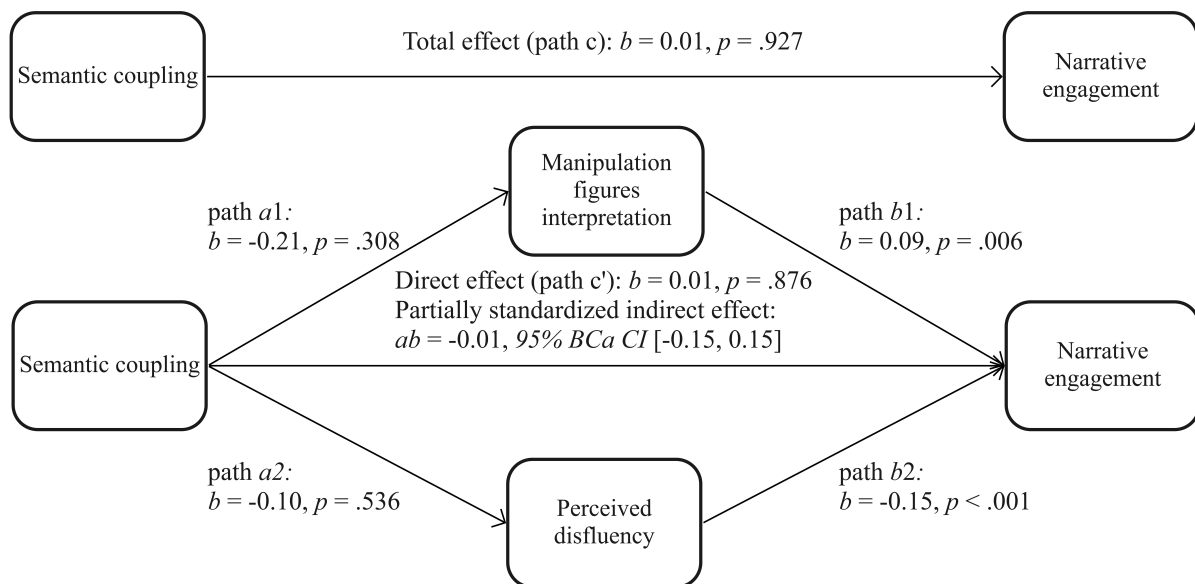 Total effect (path c): b = 0.01, p = .927
Semantic coupling
Narrative
engagement
Manipulation
figures
interpretation
path a1:
b = -0.21, p = .308
path b1:
b = 0.09, p = .006
Direct effect (path c'): b = 0.01, p = .876
Partially standardized indirect effect:
ab = -0.01, 95% BCa CI [-0.15, 0.15]
Semantic coupling
Narrative
engagement
path a2:
b = -0.10, p = .536
path b2:
b = -0.15, p < .001
Perceived
disfluency